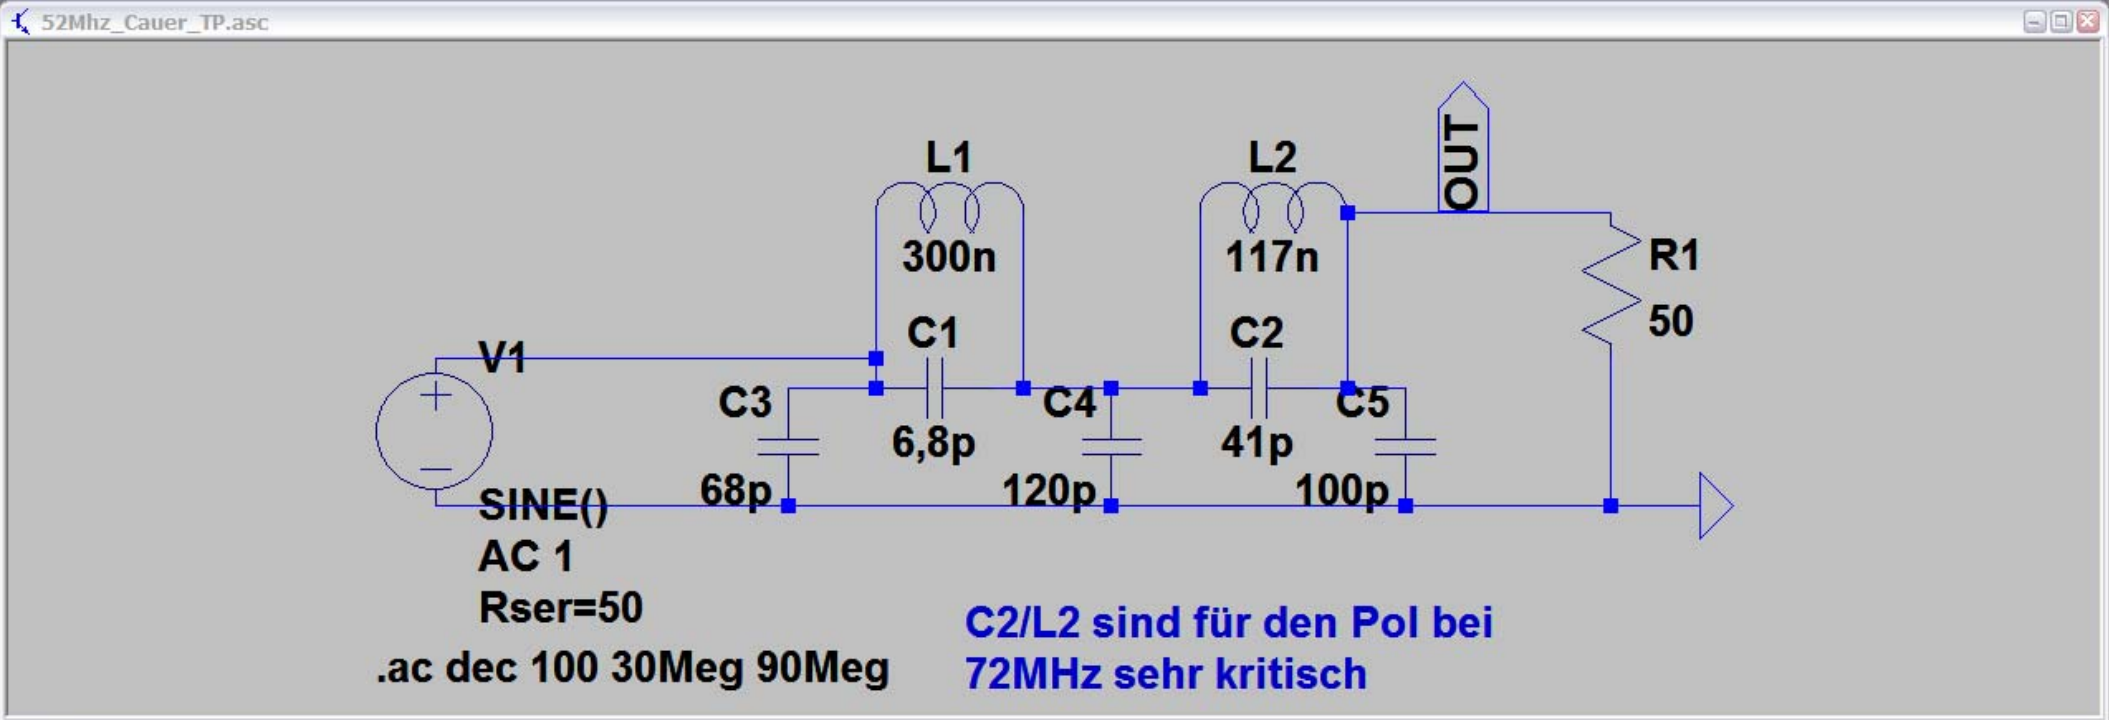 52Mhz_Cauer_TP.asc
OUT
L1
300n
L2
117n
R1
50
V1
C1
6,8p
C2
41p
C3
68p
C4
120p
C5
100p
SINE()
AC 1
Rser=50
.ac dec 100 30Meg 90Meg
C2/L2 sind für den Pol bei
72MHz sehr kritisch